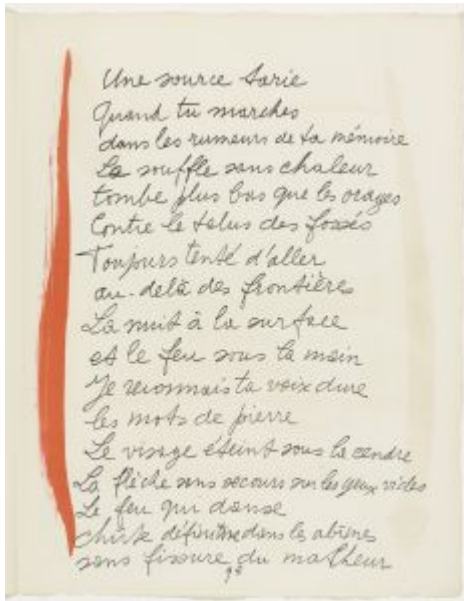 Une source tarie
Quand tu marches
dans les rumeurs de ta mémoire
Le souffle sans chaleur
tombe plus bas que les orages
Contre le talus des fossés
Toujours tenté d'aller
au-delà des frontières
La nuit à la surface
et le feu sous la main
Je reconnais ta voix dure
les mots de pierre
Le visage éteint sous la cendre
La flèche sans secours sur les yeux vides
Le feu qui danse
chute définitive dans les abîmes
sans fissure du malheur